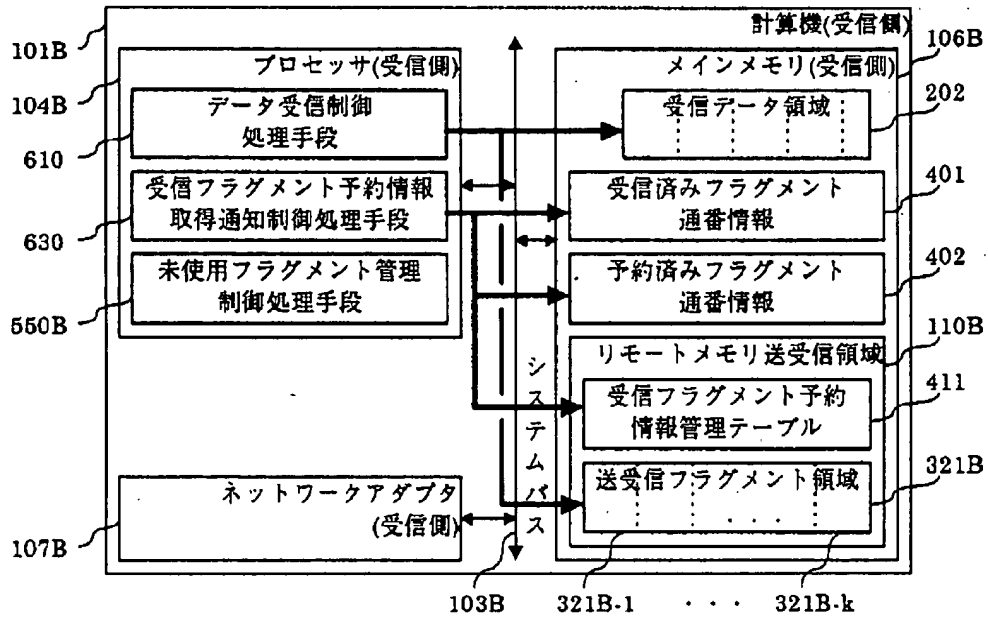 計算機(受信側)
101B
106B
プロセッサ(受信側)
メインメモリ(受信側)
104B
データ受信制御
処理手段
受信データ領域
202
610
受信フラグメント予約情報
取得通知制御処理手段
受信済みフラグメント
通番情報
401
630
未使用フラグメント管理
制御処理手段
予約済みフラグメント
通番情報
402
550B
110B
リモートメモリ送受信領域
システムバス
受信フラグメント予約
情報管理テーブル
411
送受信フラグメント領域
321B
・・・
ネットワークアダプタ
(受信側)
107B
103B
321B-1 ・・・ 321B-k